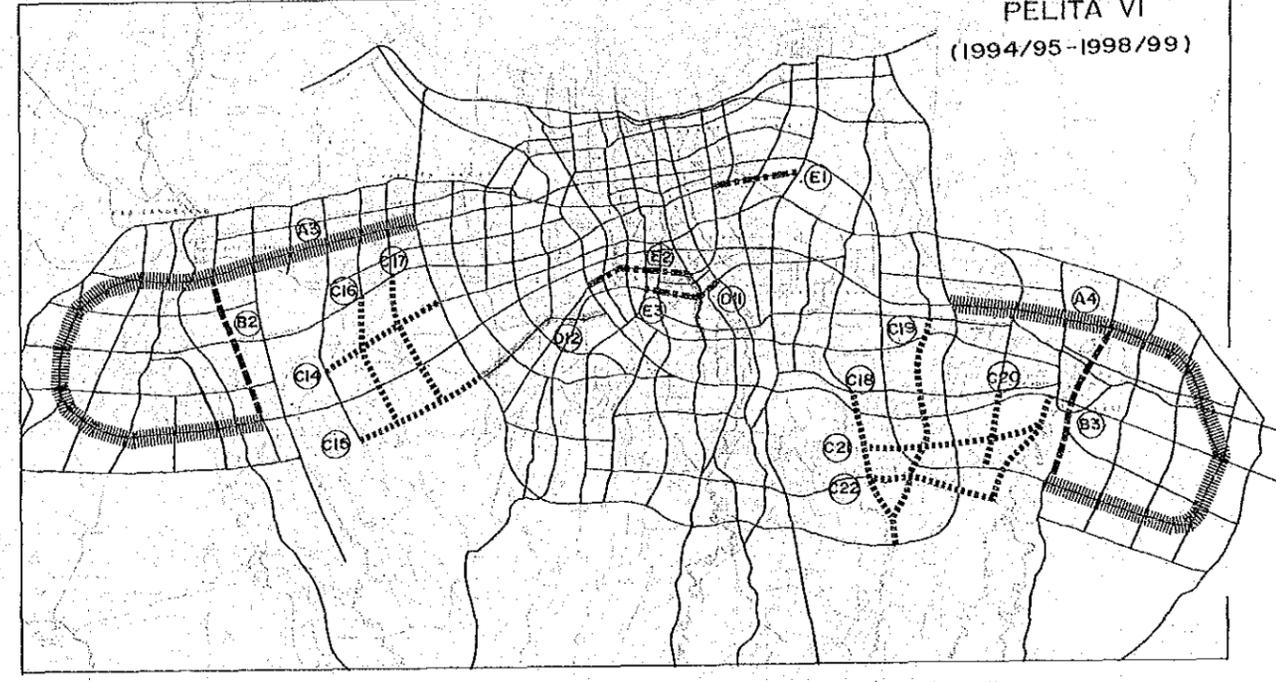 PELITA VI
(1994/95-1998/99)
E1
A3
E2
C17
C16
D11
A4
E3
B2
C19
D12
C14
C18
C20
B3
C15
C21
C22